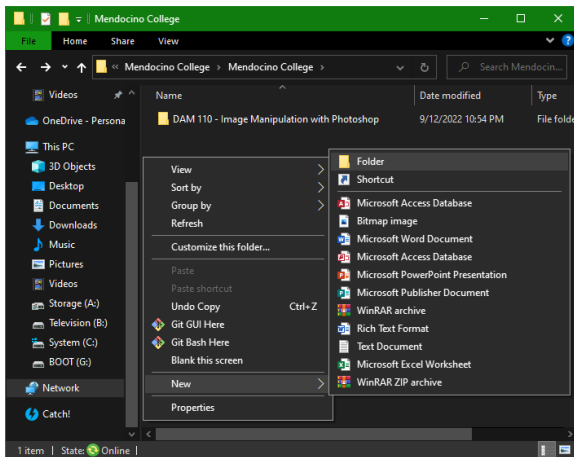 Mendocino College
File Home Share View
« Mendocino College › Mendocino College ›
Search Mendocin...
Videos
OneDrive - Persona
This PC
3D Objects
Desktop
Documents
Downloads
Music
Pictures
Videos
Storage (A:)
Television (B:)
System (C:)
BOOT (G:)
Network
Catch!
Name Date modified Type
DAM 110 - Image Manipulation with Photoshop 9/12/2022 10:54 PM File folde
View
Sort by
Group by
Refresh
Customize this folder...
Paste
Paste shortcut
Undo Copy Ctrl+Z
Git GUI Here
Git Bash Here
Blank this screen
New
Properties
Folder
Shortcut
Microsoft Access Database
Bitmap image
Microsoft Word Document
Microsoft Access Database
Microsoft PowerPoint Presentation
Microsoft Publisher Document
WinRAR archive
Rich Text Format
Text Document
Microsoft Excel Worksheet
WinRAR ZIP archive
1 item State: Online